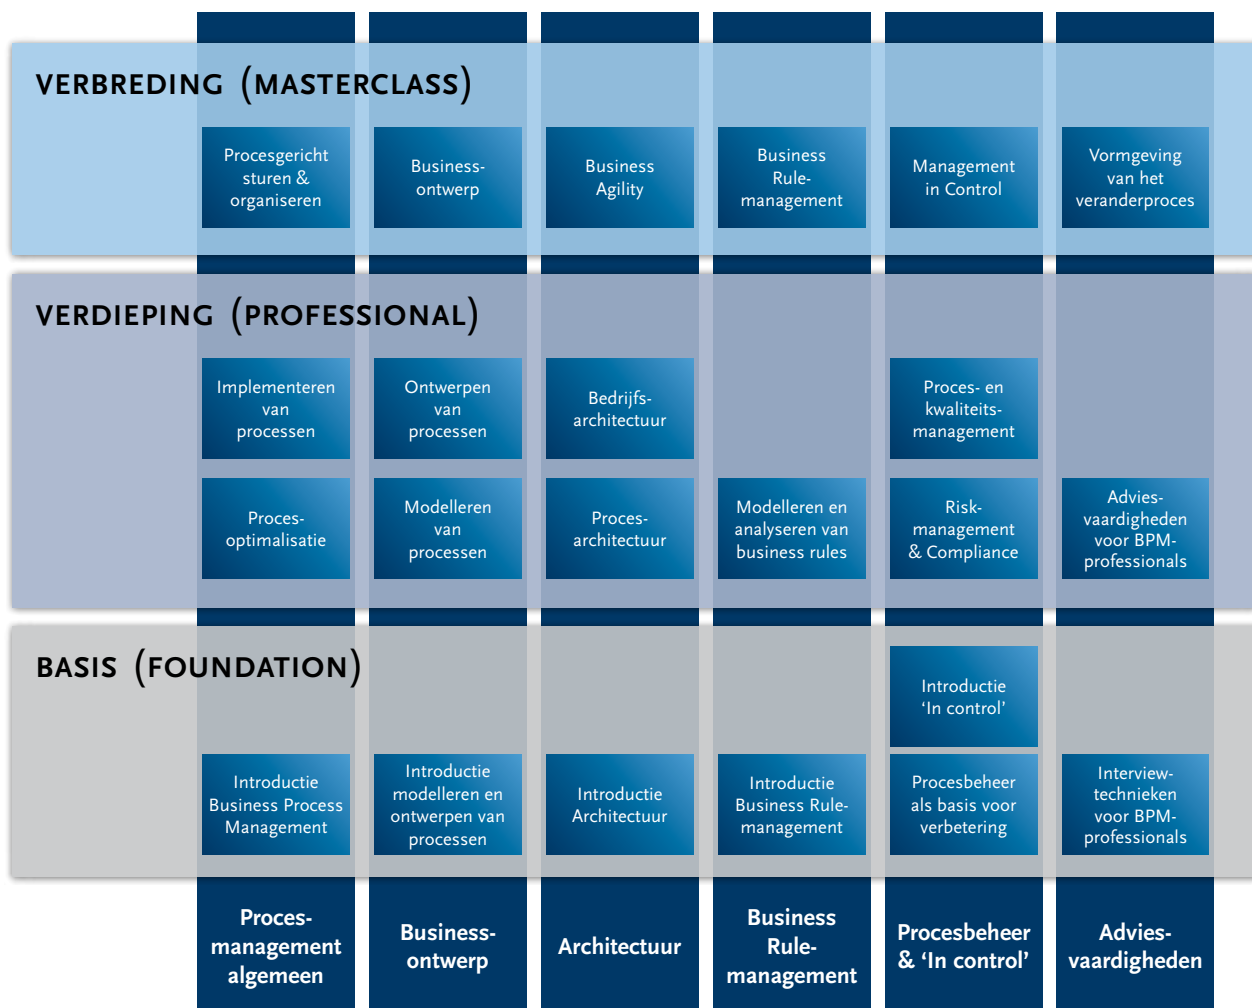 VERBREDING (MASTERCLASS)
Procesgericht
sturen &
organiseren
Business-
ontwerp
Business
Agility
Business
Rule-
management
Management
in Control
Vormgeving
van het
veranderproces
VERDIEPING (PROFESSIONAL)
Implementeren
van
processen
Ontwerpen
van
processen
Bedrijfs-
architectuur
Proces- en
kwaliteits-
management
Proces-
optimalisatie
Modelleren
van
processen
Proces-
architectuur
Modelleren en
analyseren van
business rules
Risk-
management
& Compliance
Advies-
vaardigheden
voor BPM-
professionals
BASIS (FOUNDATION)
Introductie
‘In control’
Introductie
Business Process
Management
Introductie
modelleren en
ontwerpen van
processen
Introductie
Architectuur
Introductie
Business Rule-
management
Procesbeheer
als basis voor
verbetering
Interview-
technieken
voor BPM-
professionals
Proces-
management
algemeen
Business-
ontwerp
Architectuur
Business
Rule-
management
Procesbeheer
& ‘In control’
Advies-
vaardigheden